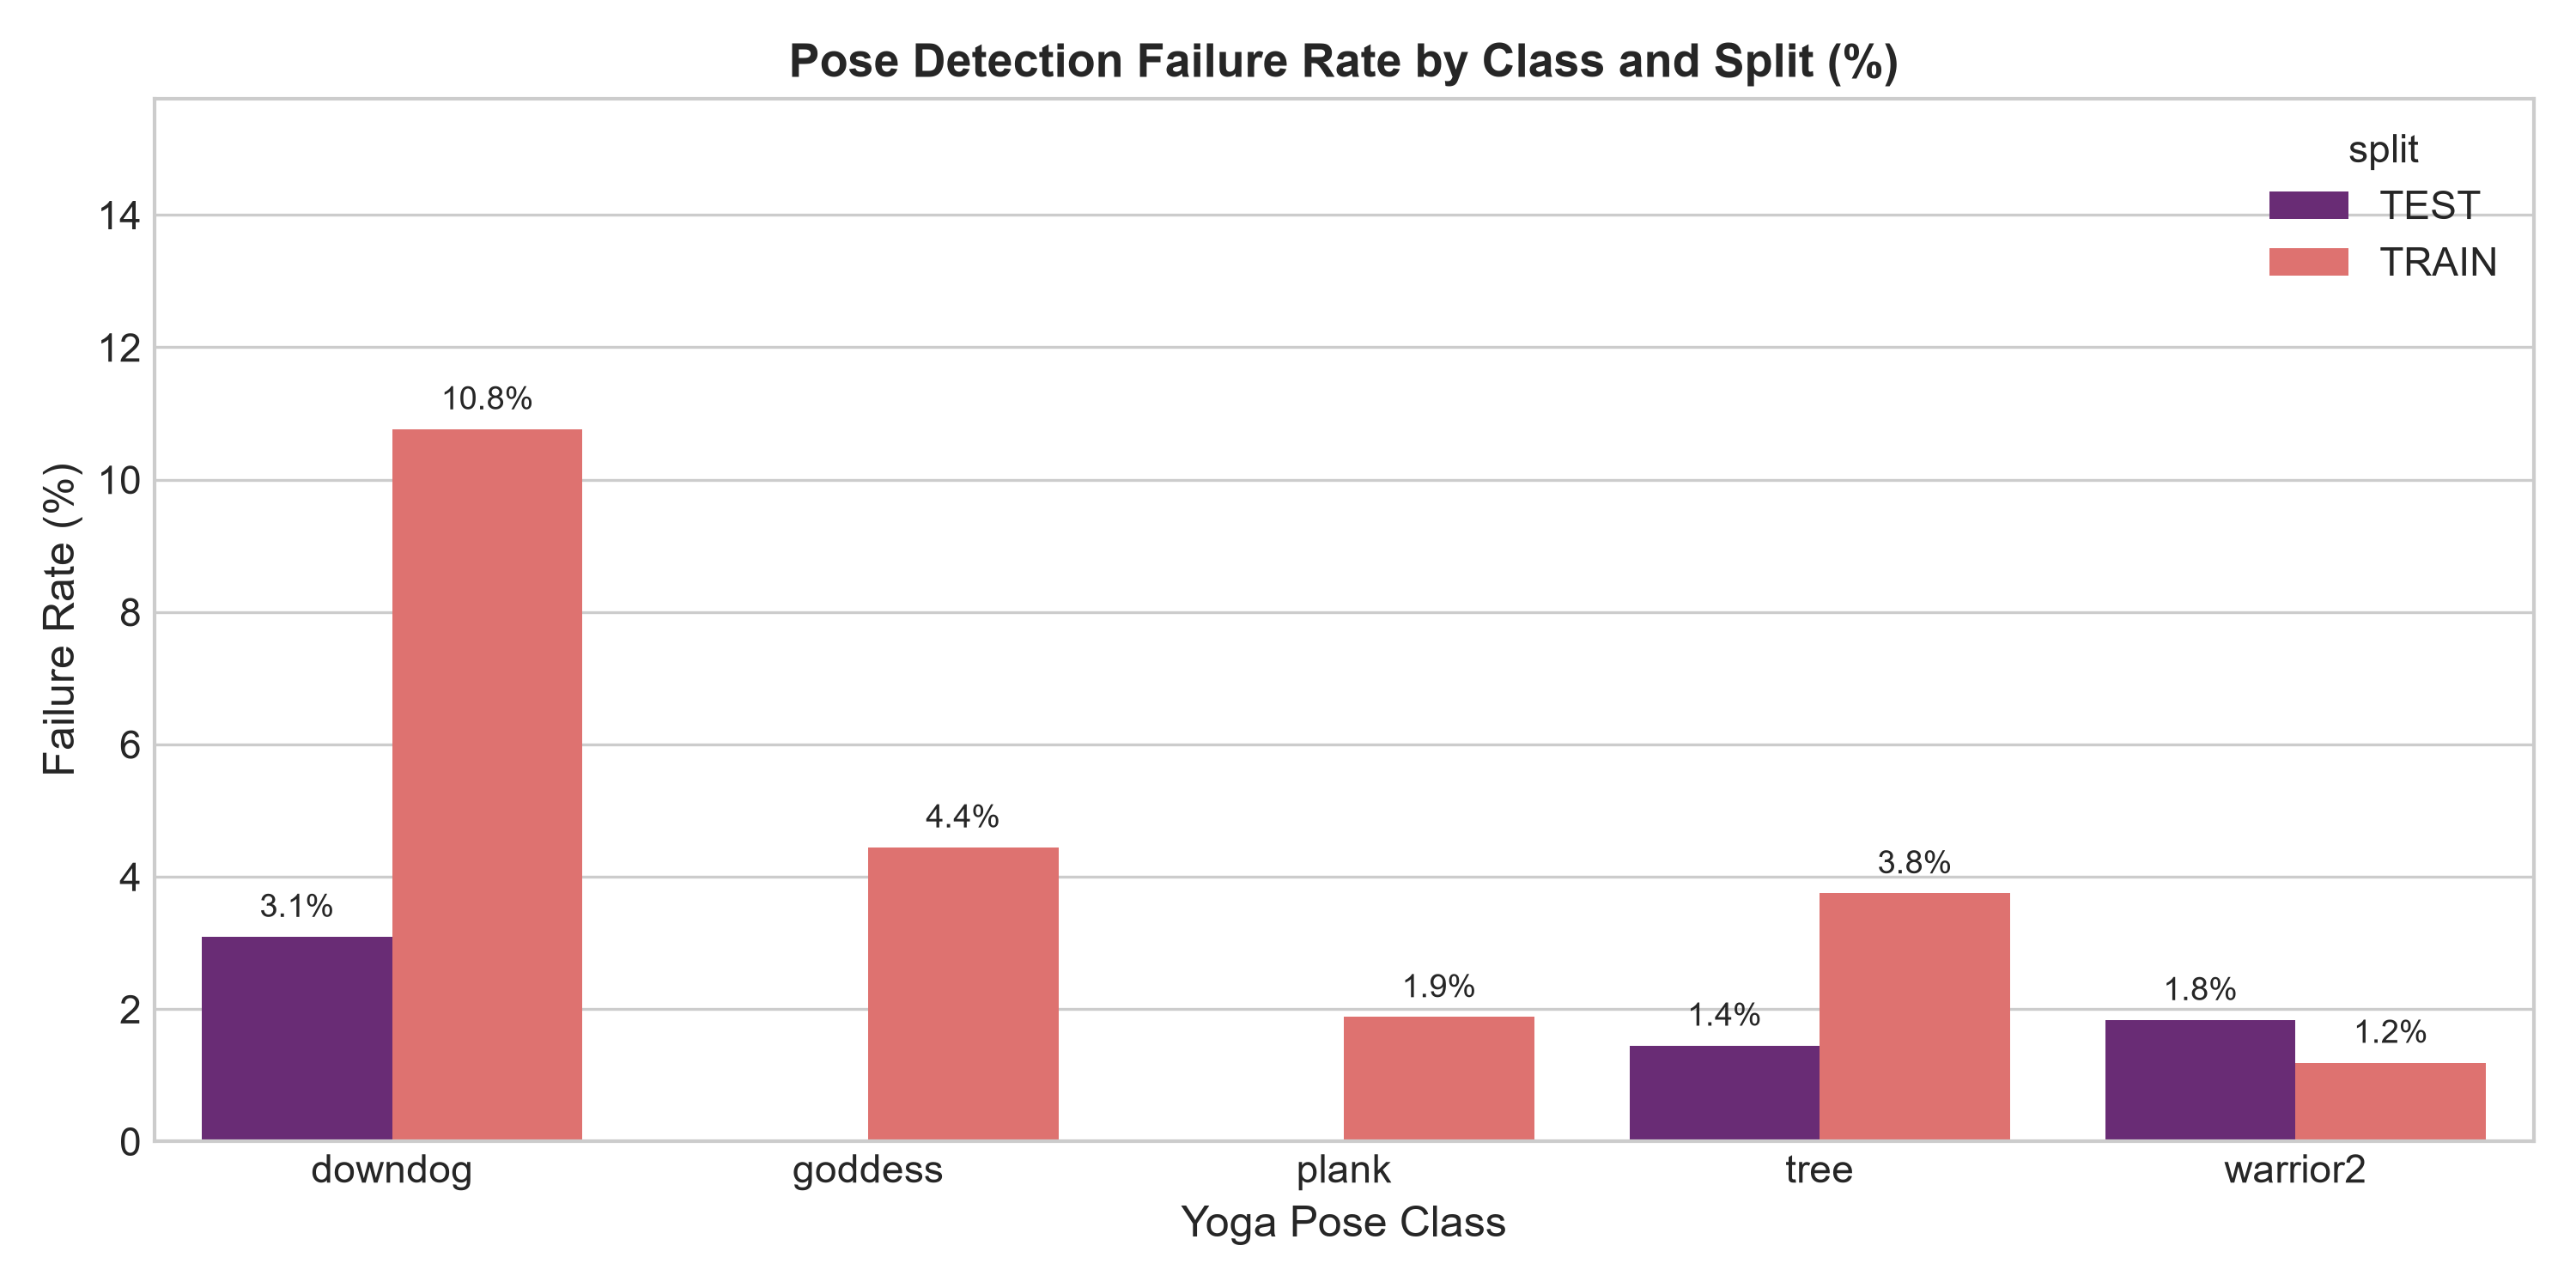 Pose Detection Failure Rate by Class and Split (%)
split
TEST
TRAIN
Failure Rate (%)
14
12
10
8
6
4
2
0
3.1%
10.8%
4.4%
1.9%
1.4%
3.8%
1.8%
1.2%
downdog
goddess
plank
tree
warrior2
Yoga Pose Class